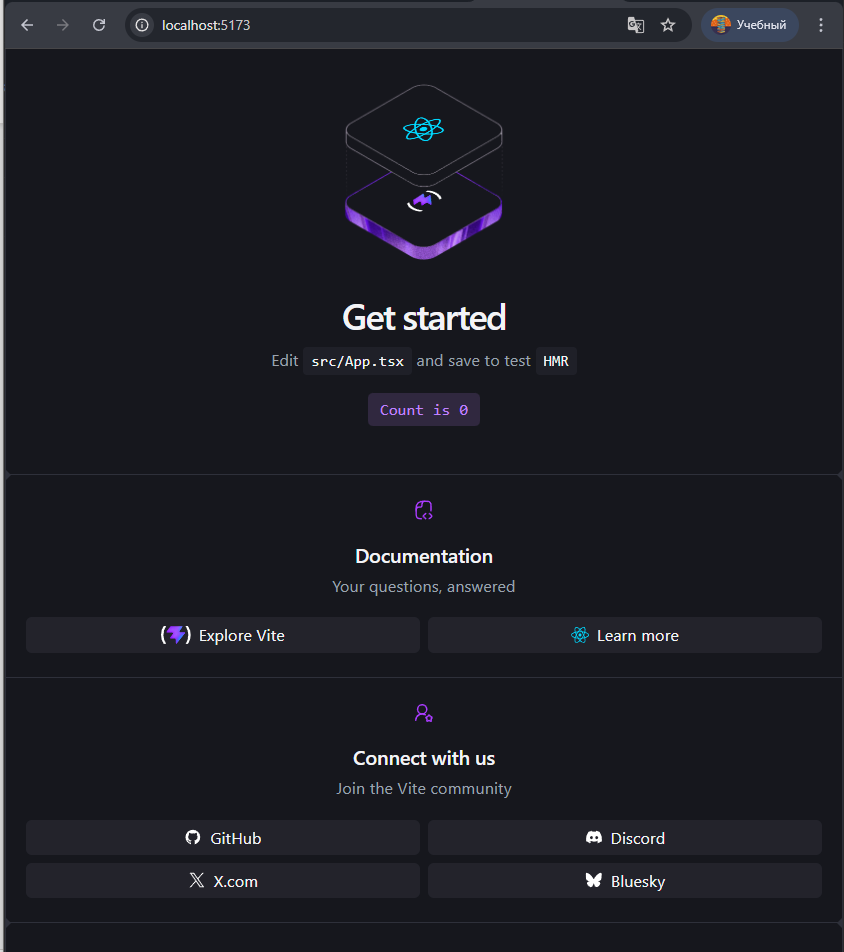 localhost:5173
Учебный
Get started
Edit src/App.tsx and save to test HMR
Count is 0
Documentation
Your questions, answered
Explore Vite
Learn more
Connect with us
Join the Vite community
GitHub
Discord
X.com
Bluesky